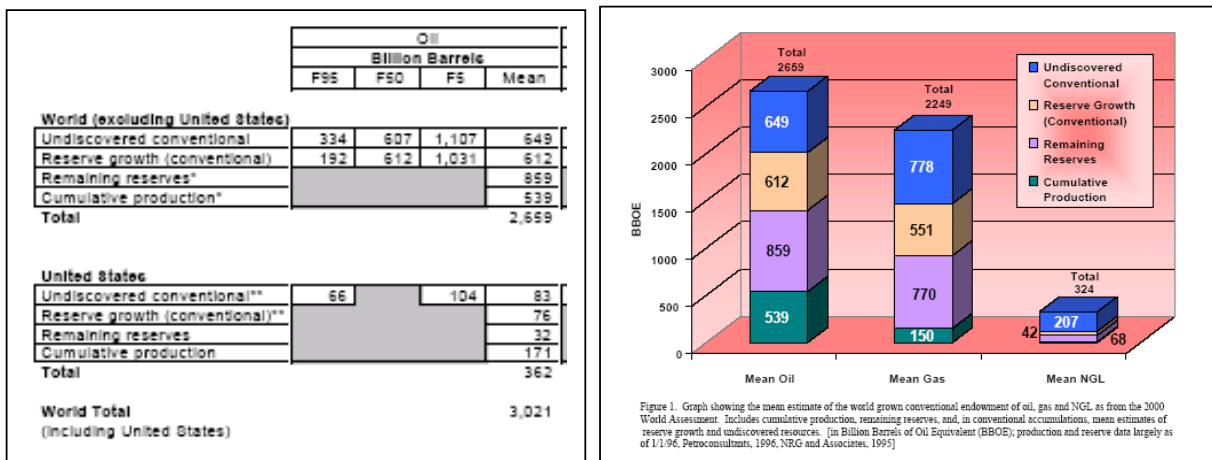 Oil
Billion Barrels
F95 F50 F5 Mean
World (excluding United States)
Undiscovered conventional 334 607 1,107 649
Reserve growth (conventional) 192 612 1,031 612
Remaining reserves* 859
Cumulative production* 539
Total 2,659
United States
Undiscovered conventional** 66 104 83
Reserve growth (conventional)** 76
Remaining reserves 32
Cumulative production 171
Total 362
World Total 3,021
(including United States)
Total
2659
Total
2249
Total
324
Undiscovered
Conventional
Reserve Growth
(Conventional)
Remaining
Reserves
Cumulative
Production
BBOE
3000
2500
2000
1500
1000
500
0
649
612
859
539
778
551
770
150
207
42
68
Mean Oil Mean Gas Mean NGL
Figure 1. Graph showing the mean estimate of the world grown conventional endowment of oil, gas and NGL as from the 2000
World Assessment. Includes cumulative production, remaining reserves, and, in conventional accumulations, mean estimates of
reserve growth and undiscovered resources. [in Billion Barrels of Oil Equivalent (BBOE); production and reserve data largely as
of 1/1/96, Petroconsultants, 1996, NRG and Associates, 1995]